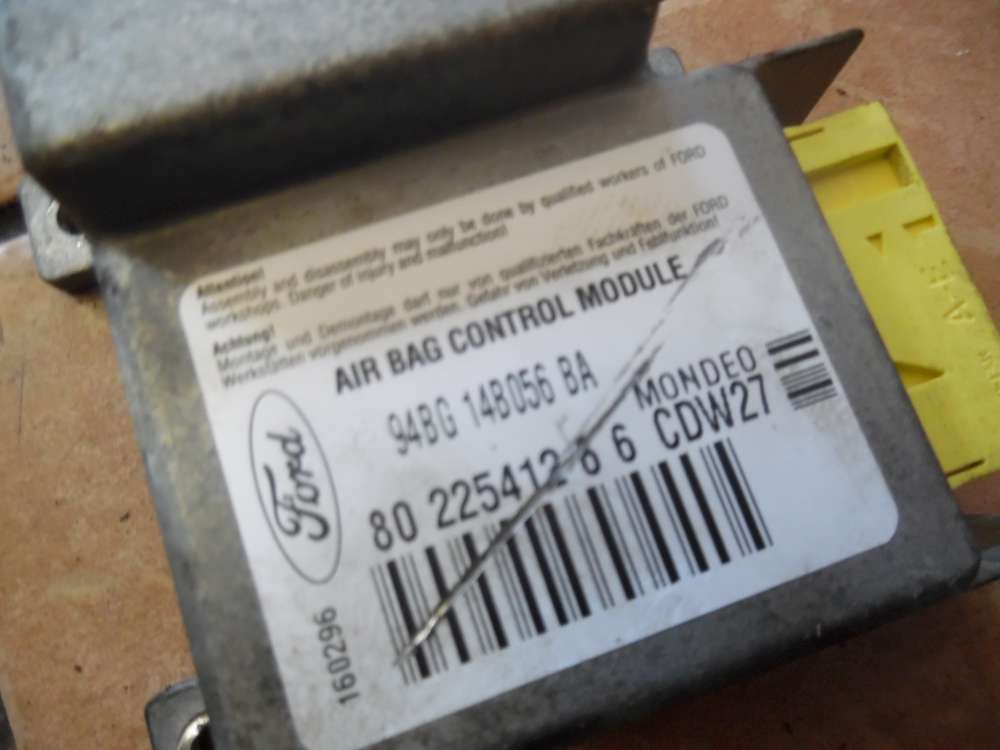 Attention!
Assembly and disassembly may only be done by qualified workers of FORD
workshops. Danger of injury and malfunction!
Achtung!
Montage und Demontage darf nur von qualifizierten Fachkräften der FORD
Werkstätten vorgenommen werden. Gefahr von Verletzung und Fehlfunktion!
AIR BAG CONTROL MODULE
94BG 14B056 BA
MONDEO
80 225412 8 6 CDW27
Ford
160296
A-E